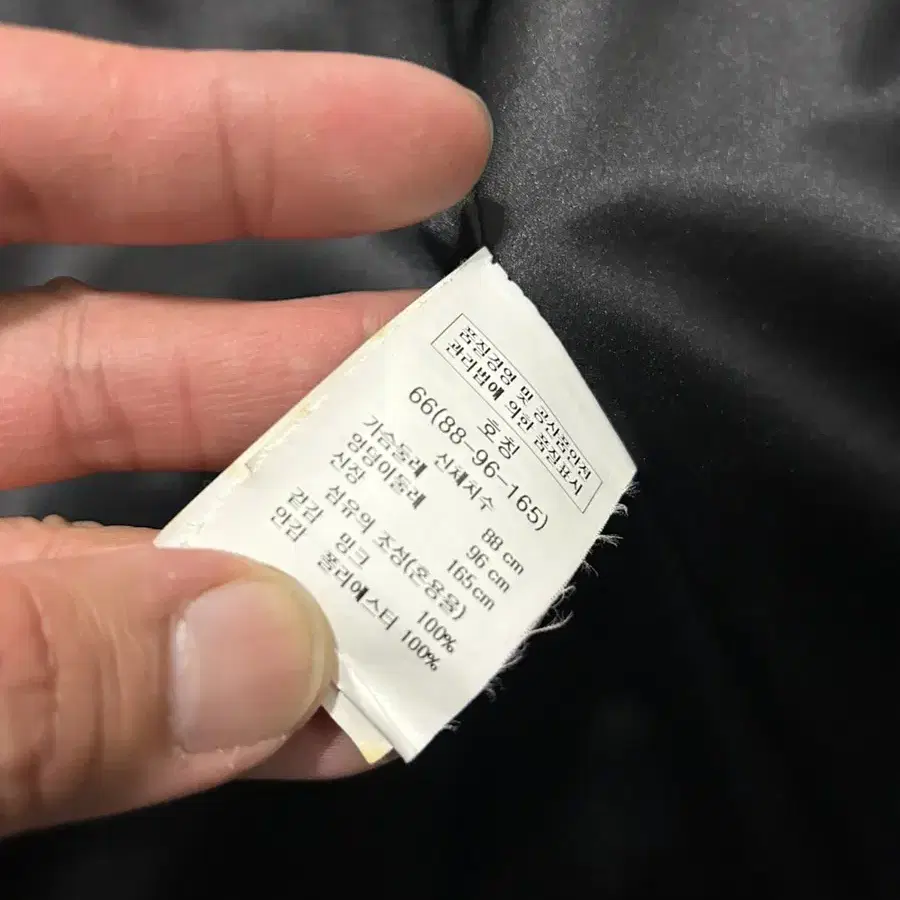 품질경영 및 공산품안전
관리법에 의한 품질표시
호칭
66(88-96-165)
신체치수
가슴둘레 88 cm
엉덩이둘레 96 cm
신장 165cm
섬유의 조성(혼용율)
겉감 밍크 100%
안감 폴리에스터 100%